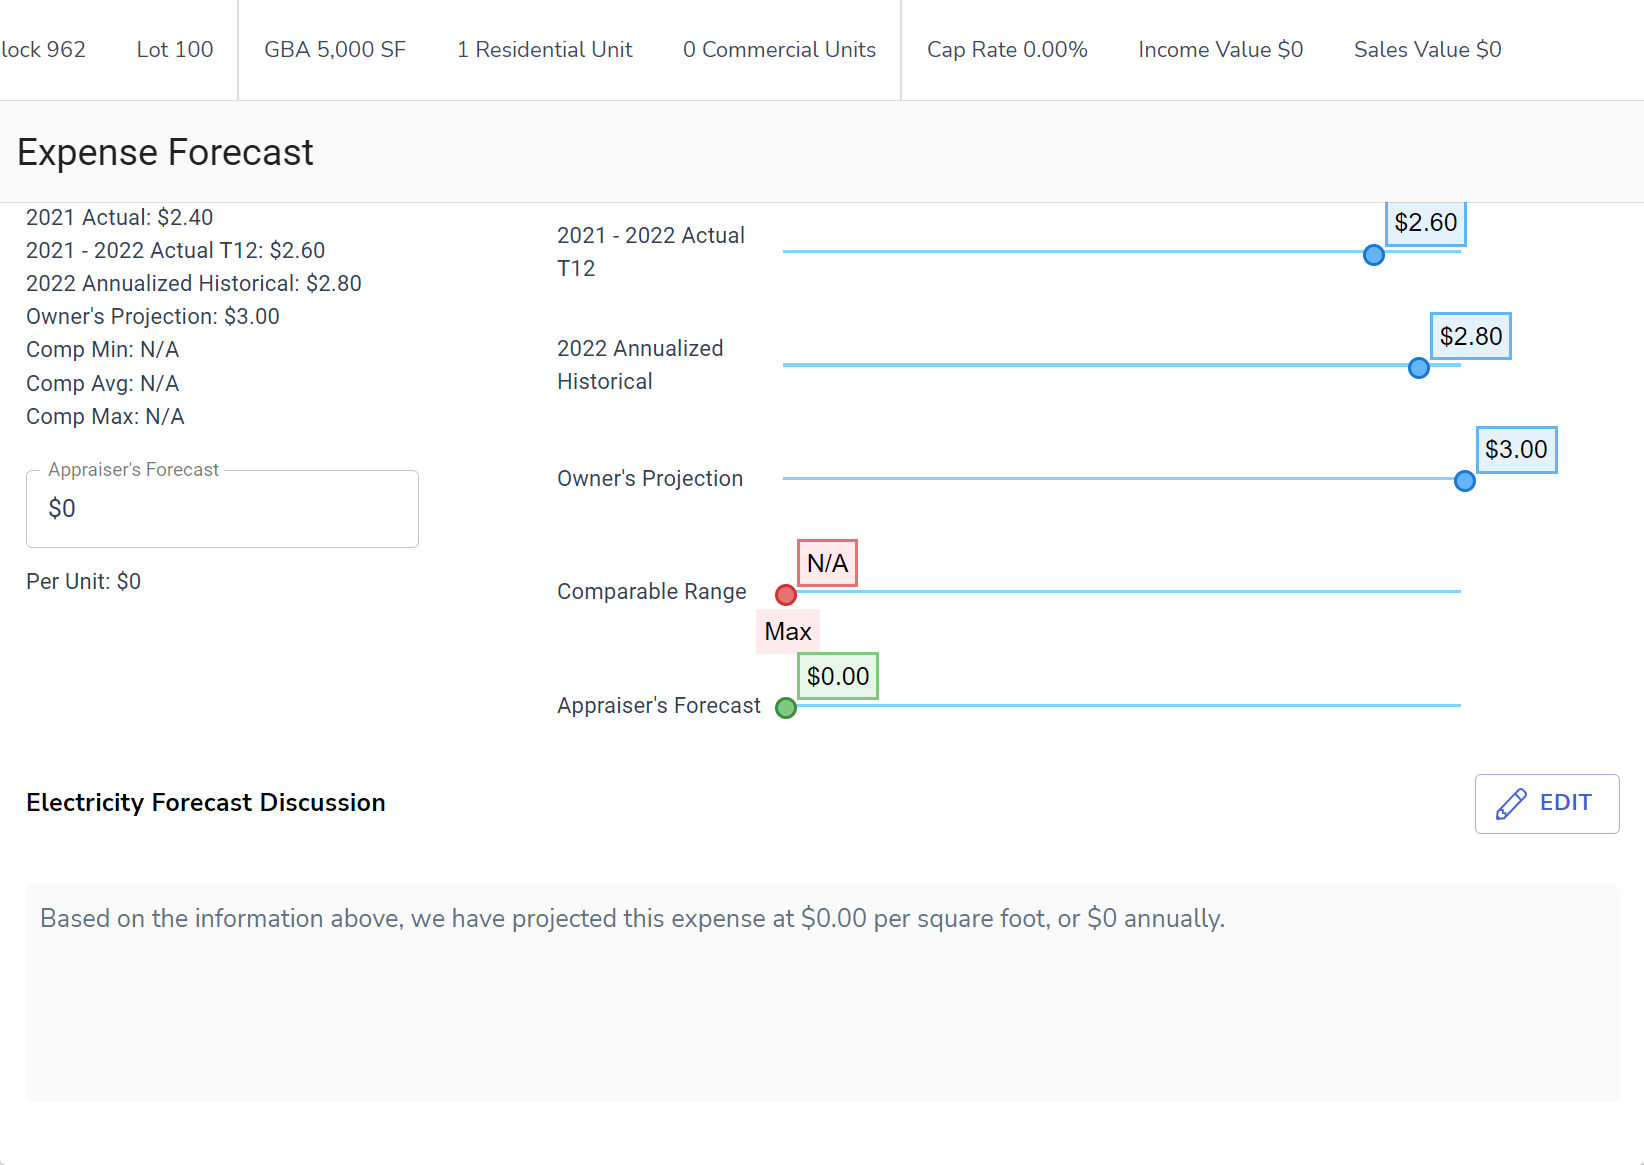 lock 962 Lot 100 GBA 5,000 SF 1 Residential Unit 0 Commercial Units Cap Rate 0.00% Income Value $0 Sales Value $0
Expense Forecast
2021 Actual: $2.40
2021 - 2022 Actual T12: $2.60
2022 Annualized Historical: $2.80
Owner's Projection: $3.00
Comp Min: N/A
Comp Avg: N/A
Comp Max: N/A
Appraiser's Forecast
$0
Per Unit: $0
2021 - 2022 Actual
T12
$2.60
2022 Annualized
Historical
$2.80
Owner's Projection
$3.00
Comparable Range
N/A
Max
Appraiser's Forecast
$0.00
Electricity Forecast Discussion
EDIT
Based on the information above, we have projected this expense at $0.00 per square foot, or $0 annually.